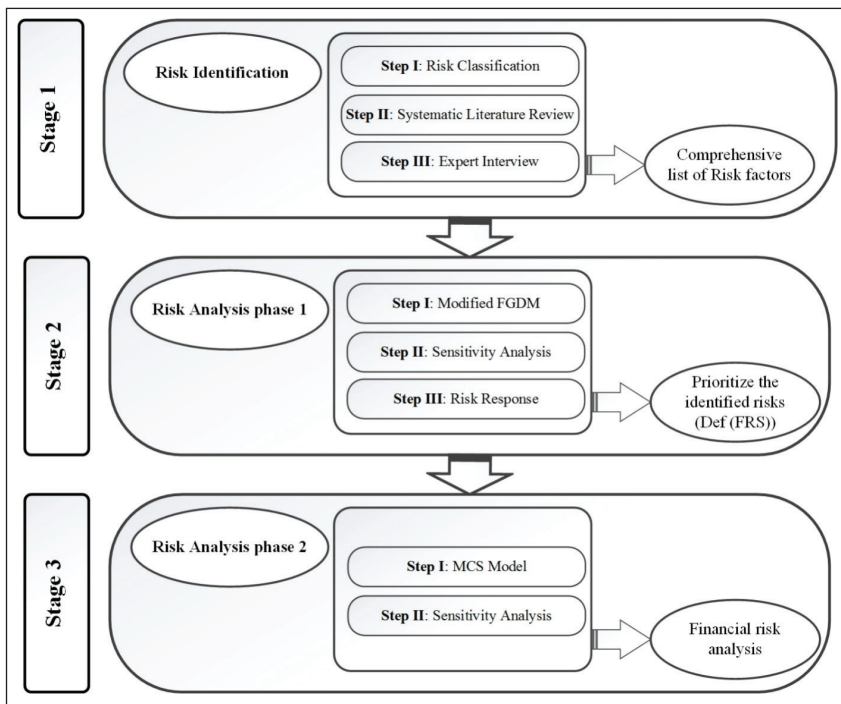 Stage 1
Risk Identification
Step I: Risk Classification
Step II: Systematic Literature Review
Step III: Expert Interview
Comprehensive
list of Risk factors
Stage 2
Risk Analysis phase 1
Step I: Modified FGDM
Step II: Sensitivity Analysis
Step III: Risk Response
Prioritize the
identified risks
(Def (FRS))
Stage 3
Risk Analysis phase 2
Step I: MCS Model
Step II: Sensitivity Analysis
Financial risk
analysis